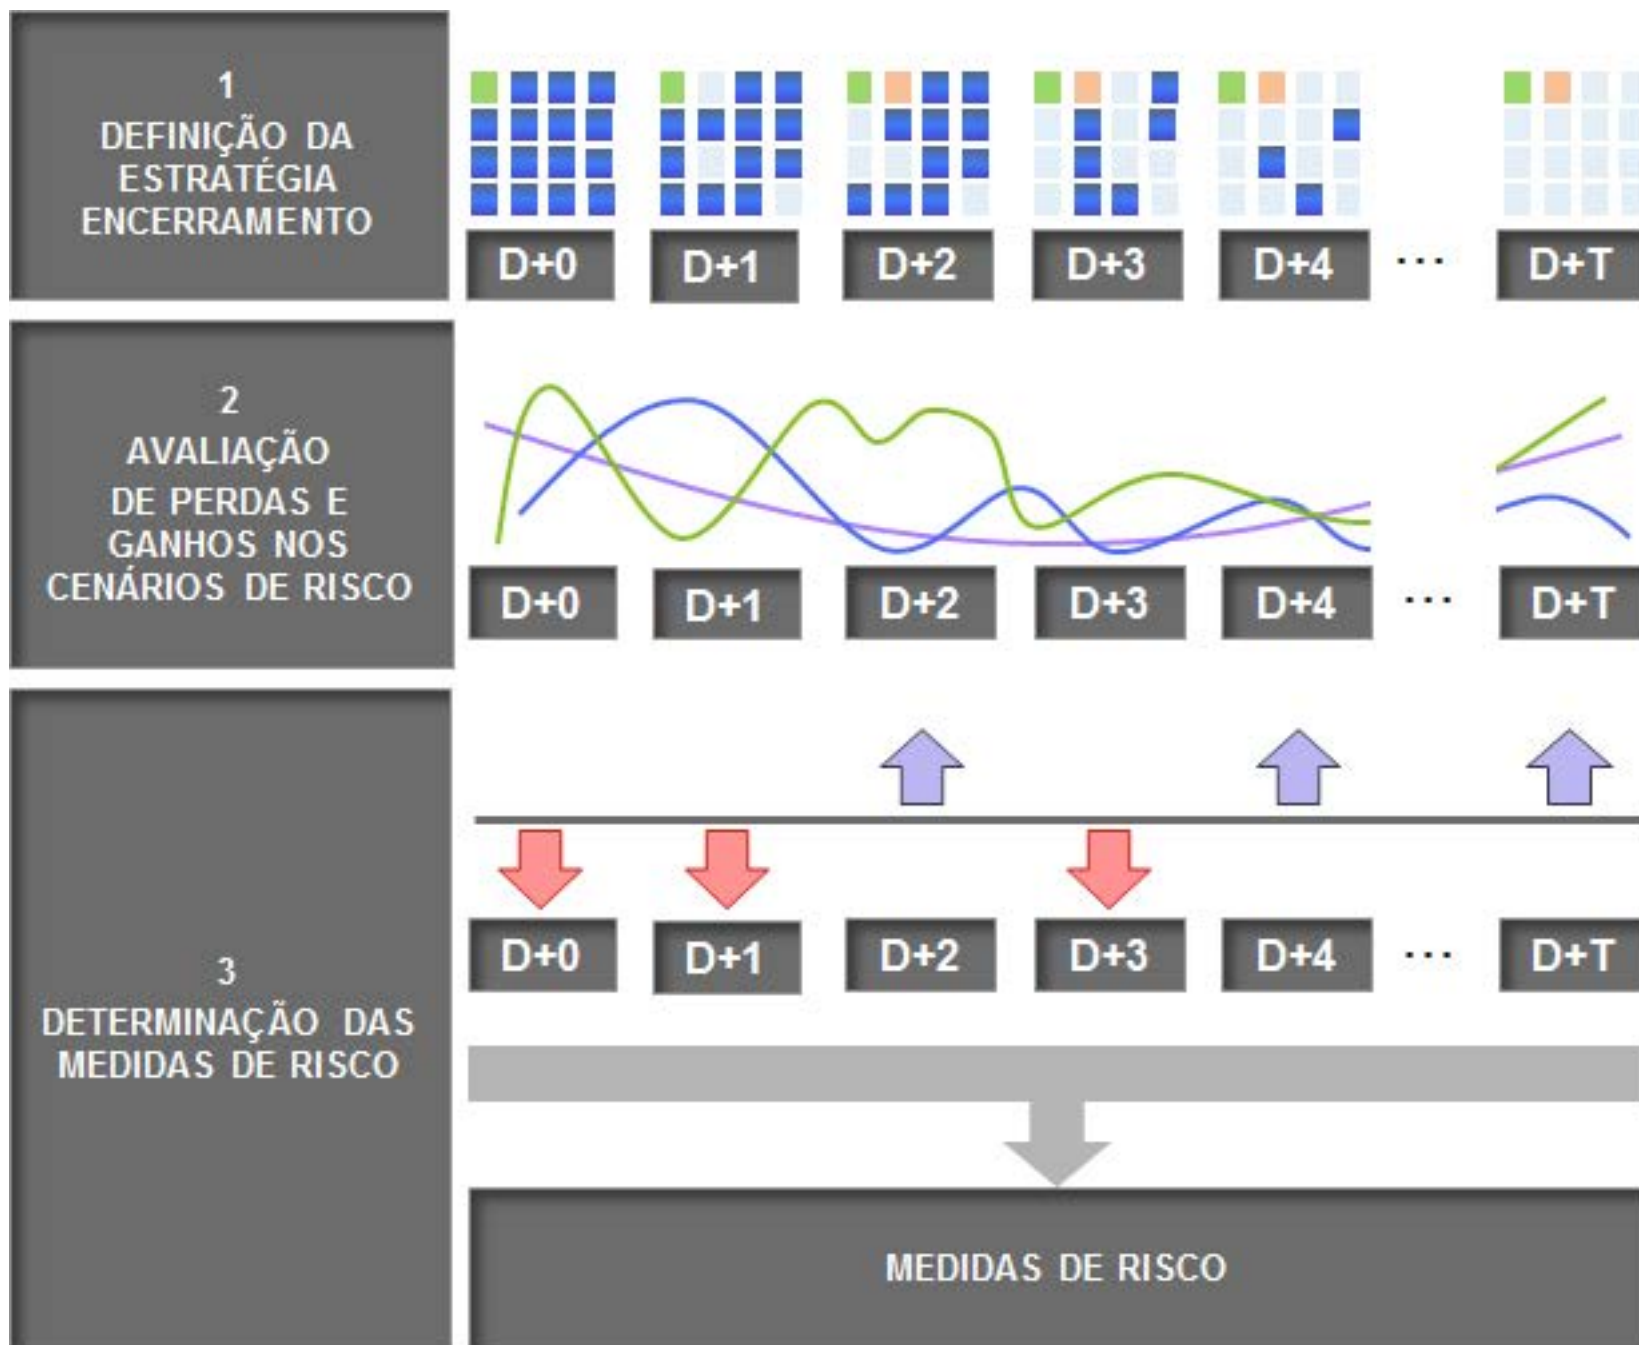 1
DEFINIÇÃO DA
ESTRATÉGIA
ENCERRAMENTO
D+0 D+1 D+2 D+3 D+4 ... D+T
2
AVALIAÇÃO
DE PERDAS E
GANHOS NOS
CENÁRIOS DE RISCO
D+0 D+1 D+2 D+3 D+4 ... D+T
3
DETERMINAÇÃO DAS
MEDIDAS DE RISCO
D+0 D+1 D+2 D+3 D+4 ... D+T
MEDIDAS DE RISCO